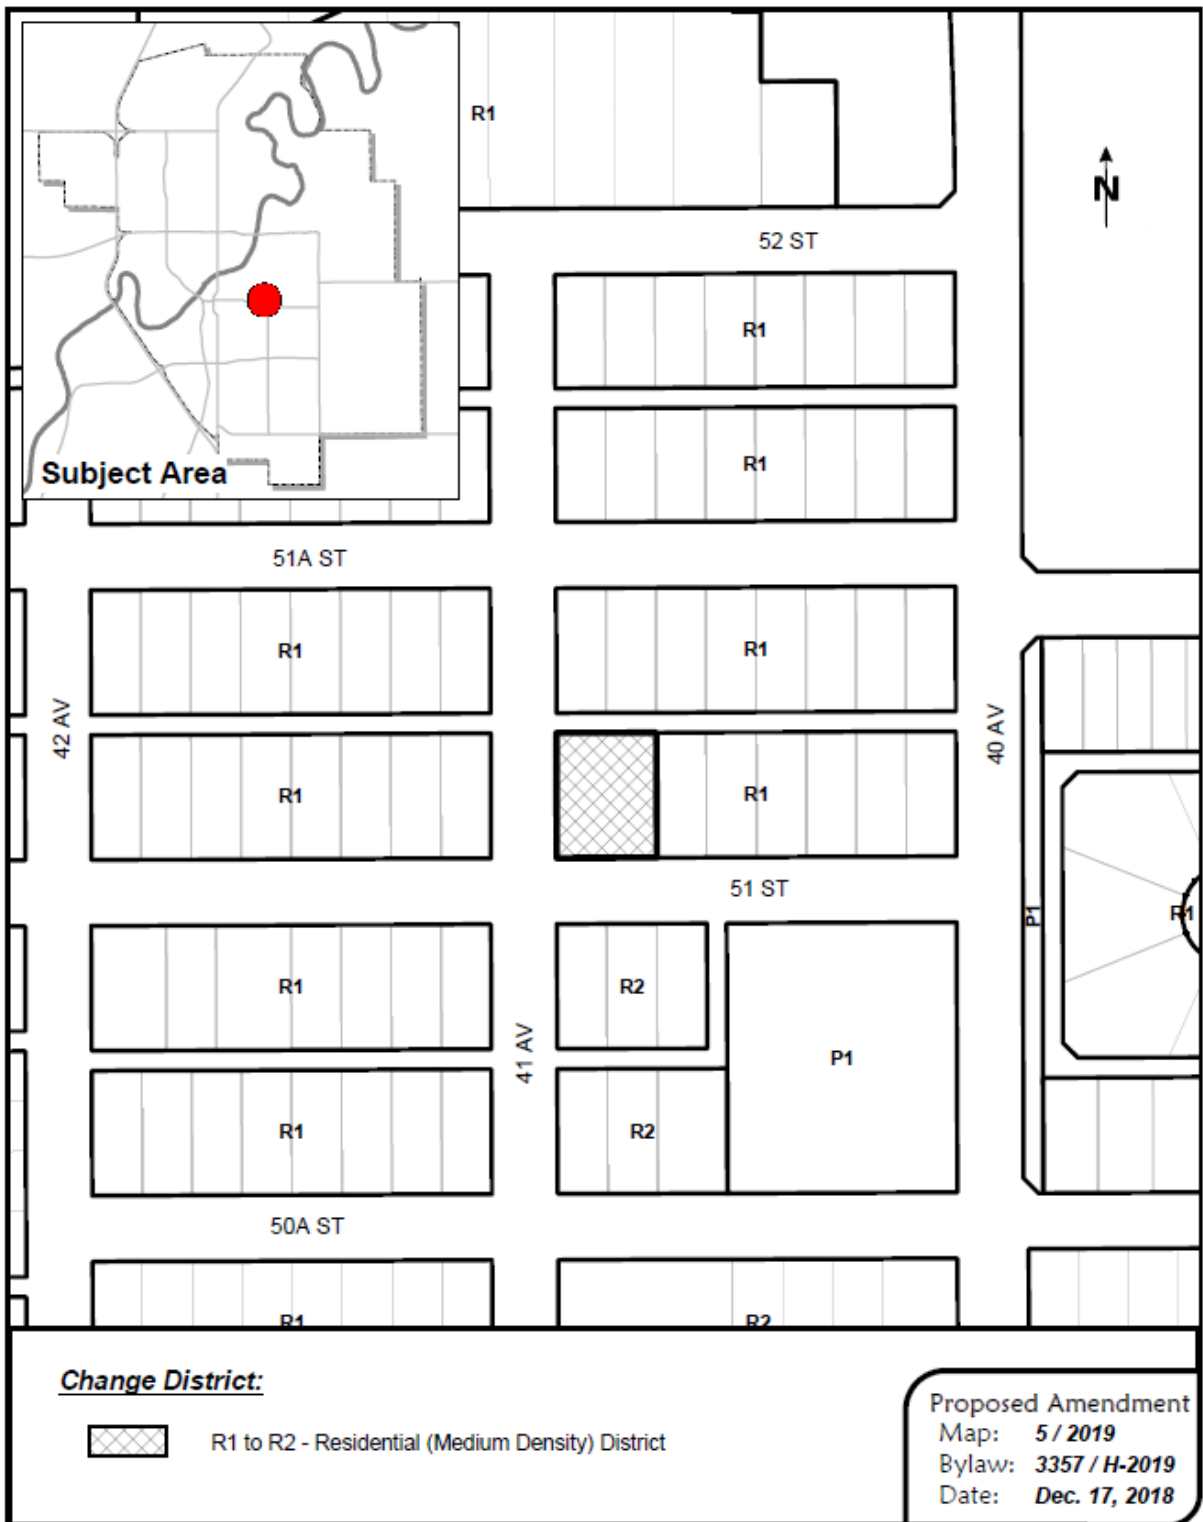 R1
N
52 ST
R1
R1
Subject Area
51A ST
R1
R1
42 AV
40 AV
R1
R1
51 ST
P1
R1
R1
R2
41 AV
P1
R1
R2
50A ST
R1
R2
Change District:
R1 to R2 - Residential (Medium Density) District
Proposed Amendment
Map: 5 / 2019
Bylaw: 3357 / H-2019
Date: Dec. 17, 2018